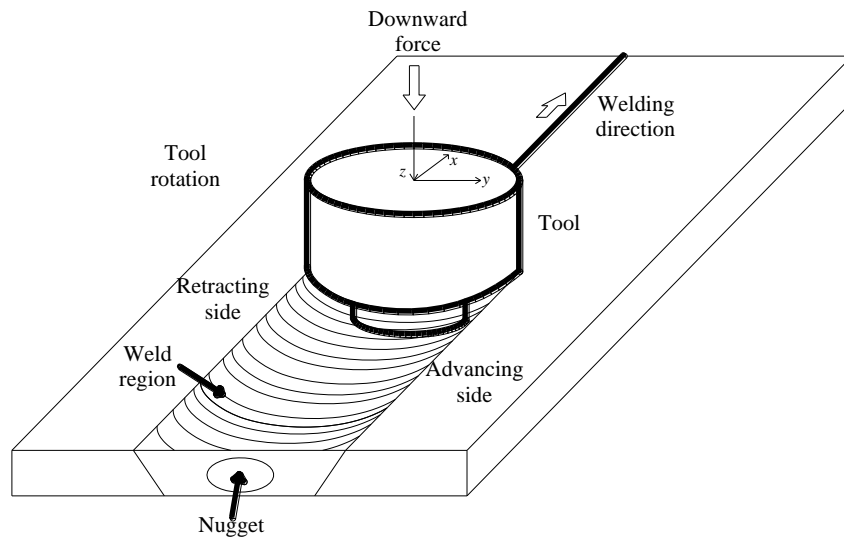 Downward
force
Welding
direction
Tool
rotation
x
z
y
Tool
Retracting
side
Weld
region
Advancing
side
Nugget